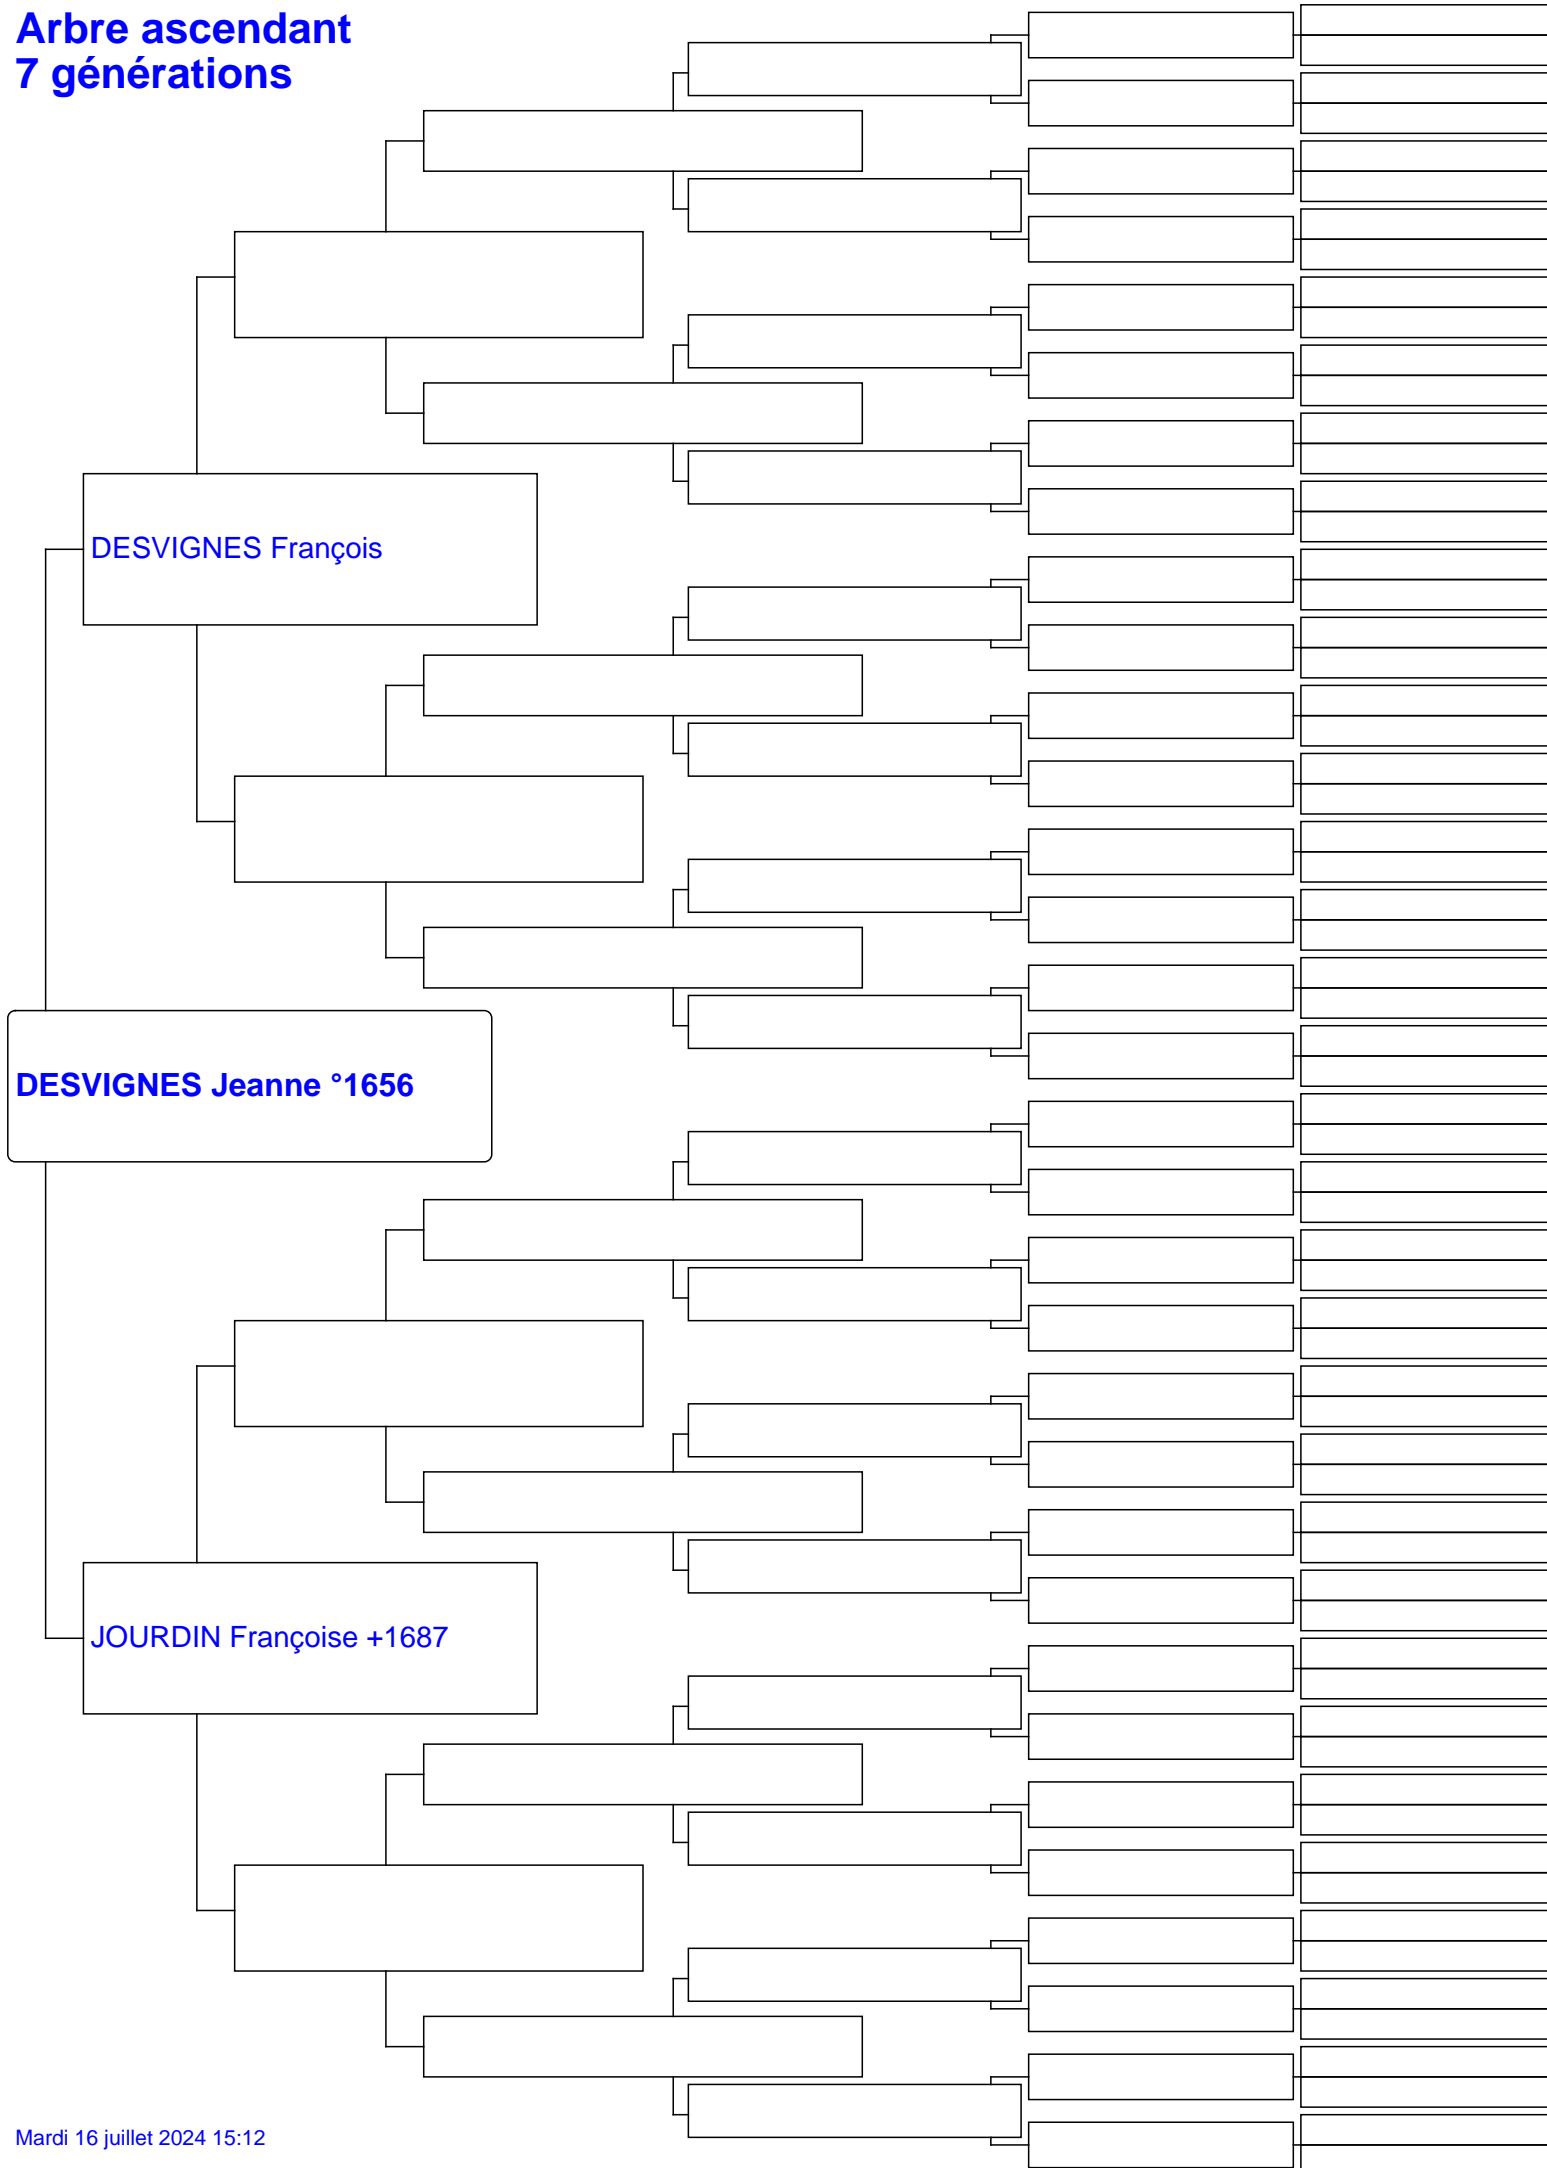 Arbre ascendant
7 générations
DESVIGNES François
DESVIGNES Jeanne °1656
JOURDIN Françoise +1687
Mardi 16 juillet 2024 15:12